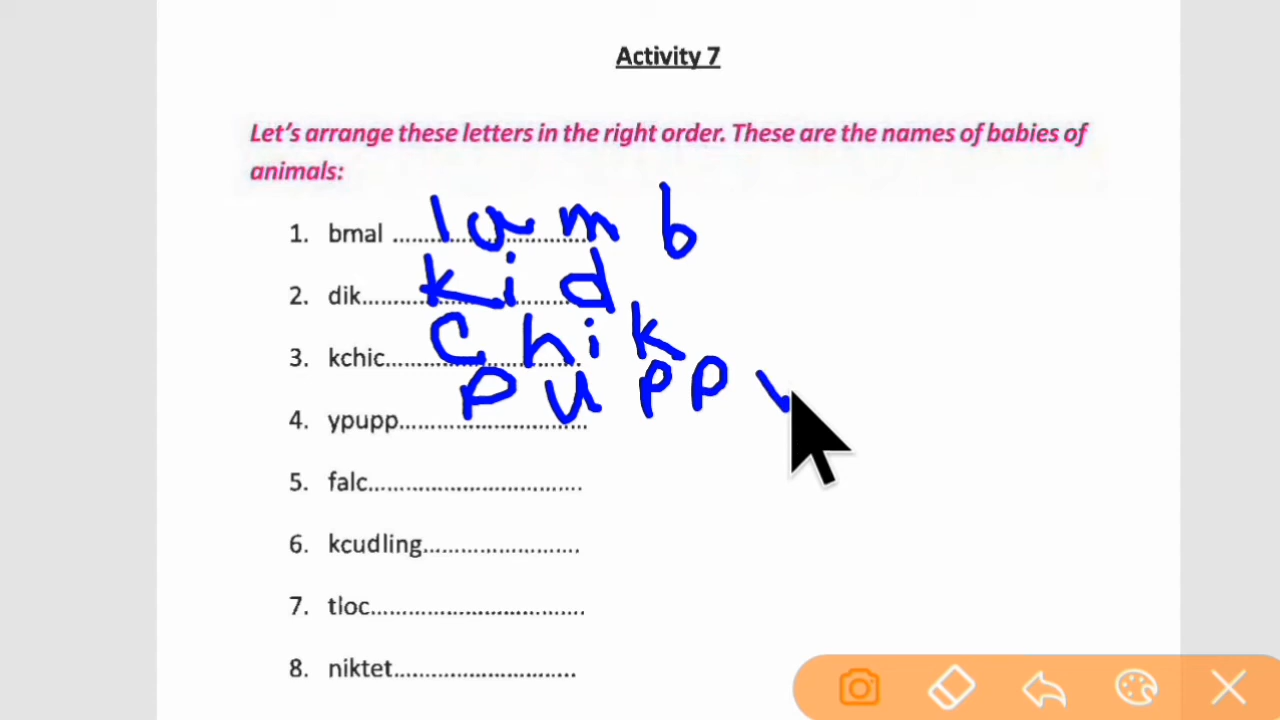 Activity 7
Let's arrange these letters in the right order. These are the names of babies of
animals:
1. bmal ............................... lamb
2. dik............................... kid
3. kchic............................. chik
4. ypupp............................. pupp
5. falc................................
6. kcudling........................
7. tloc.................................
8. niktet............................